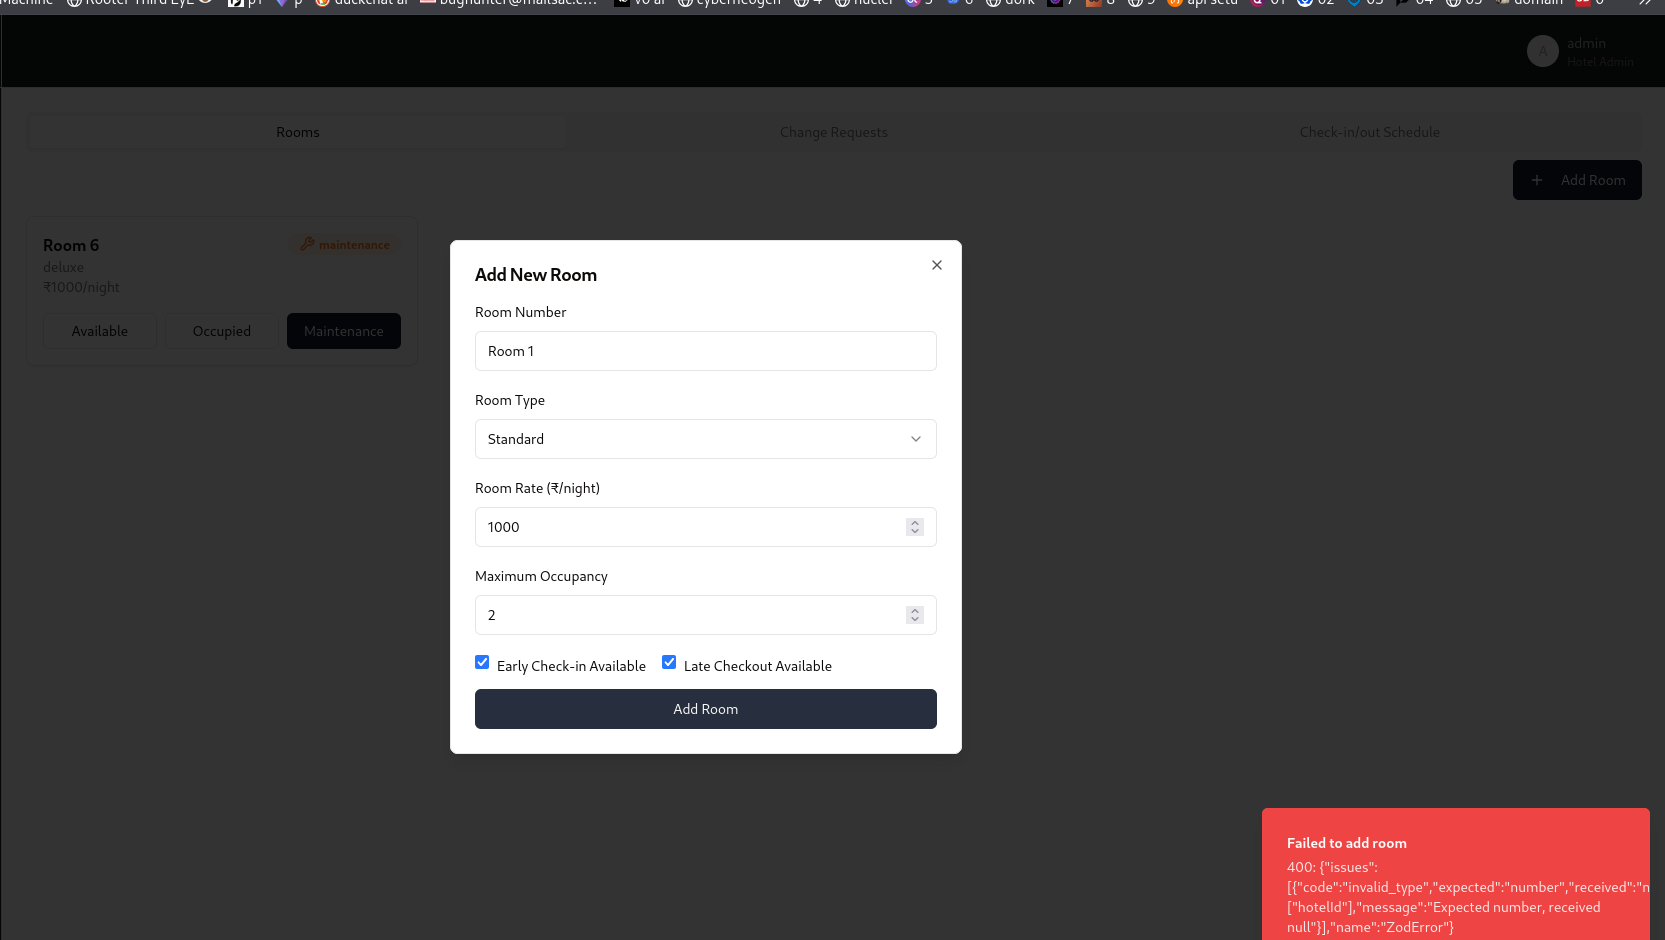 Machine Rooter Third EyE p1 p duckchat ai bughunter@mailsac.c... v0 ai cyberneogen 4 nuclei 5 6 dork 7 8 9 api setu 01 02 03 04 05 domain 0
A admin
Hotel Admin
Rooms Change Requests Check-in/out Schedule
+ Add Room
Room 6 maintenance
deluxe
₹1000/night
Available Occupied Maintenance
Add New Room
Room Number
Room 1
Room Type
Standard
Room Rate (₹/night)
1000
Maximum Occupancy
2
Early Check-in Available Late Checkout Available
Add Room
Failed to add room
400: {"issues":
[{"code":"invalid_type","expected":"number","received":"n
["hotelId"],"message":"Expected number, received
null"}],"name":"ZodError"}